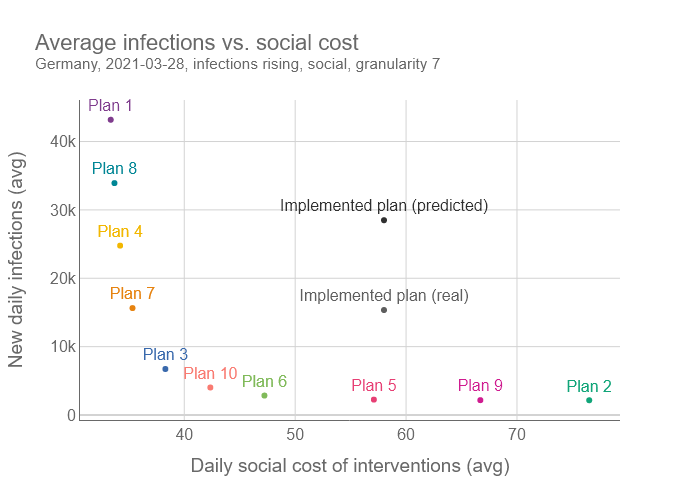 Average infections vs. social cost
Germany, 2021-03-28, infections rising, social, granularity 7
New daily infections (avg)
40k
30k
20k
10k
0
Plan 1
Plan 8
Plan 4
Plan 7
Plan 3
Plan 10
Plan 6
Implemented plan (predicted)
Implemented plan (real)
Plan 5
Plan 9
Plan 2
40
50
60
70
Daily social cost of interventions (avg)